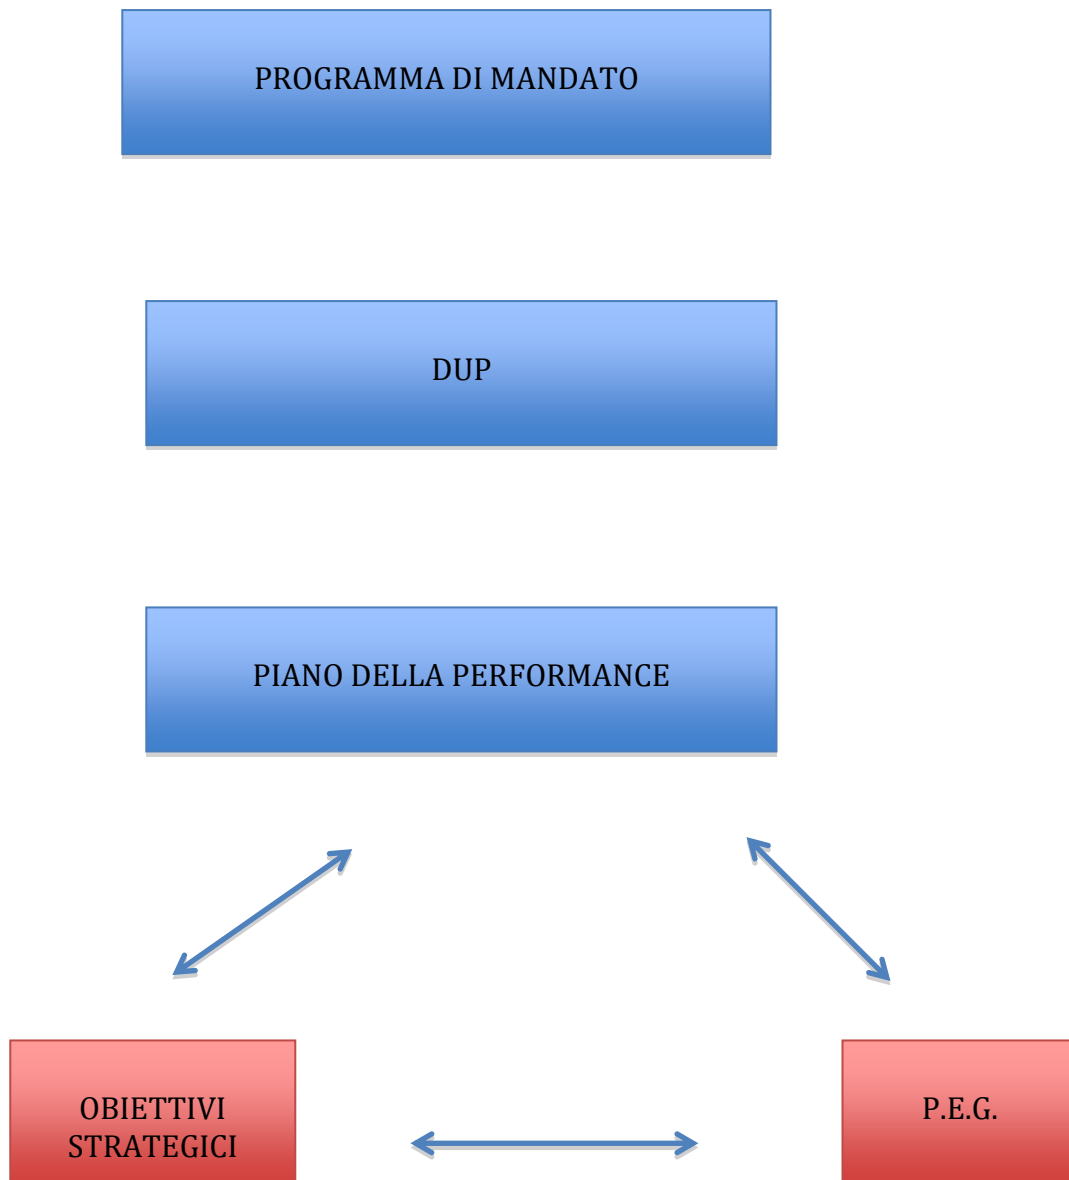 PROGRAMMA DI MANDATO
DUP
PIANO DELLA PERFORMANCE
OBIETTIVI
STRATEGICI
P.E.G.